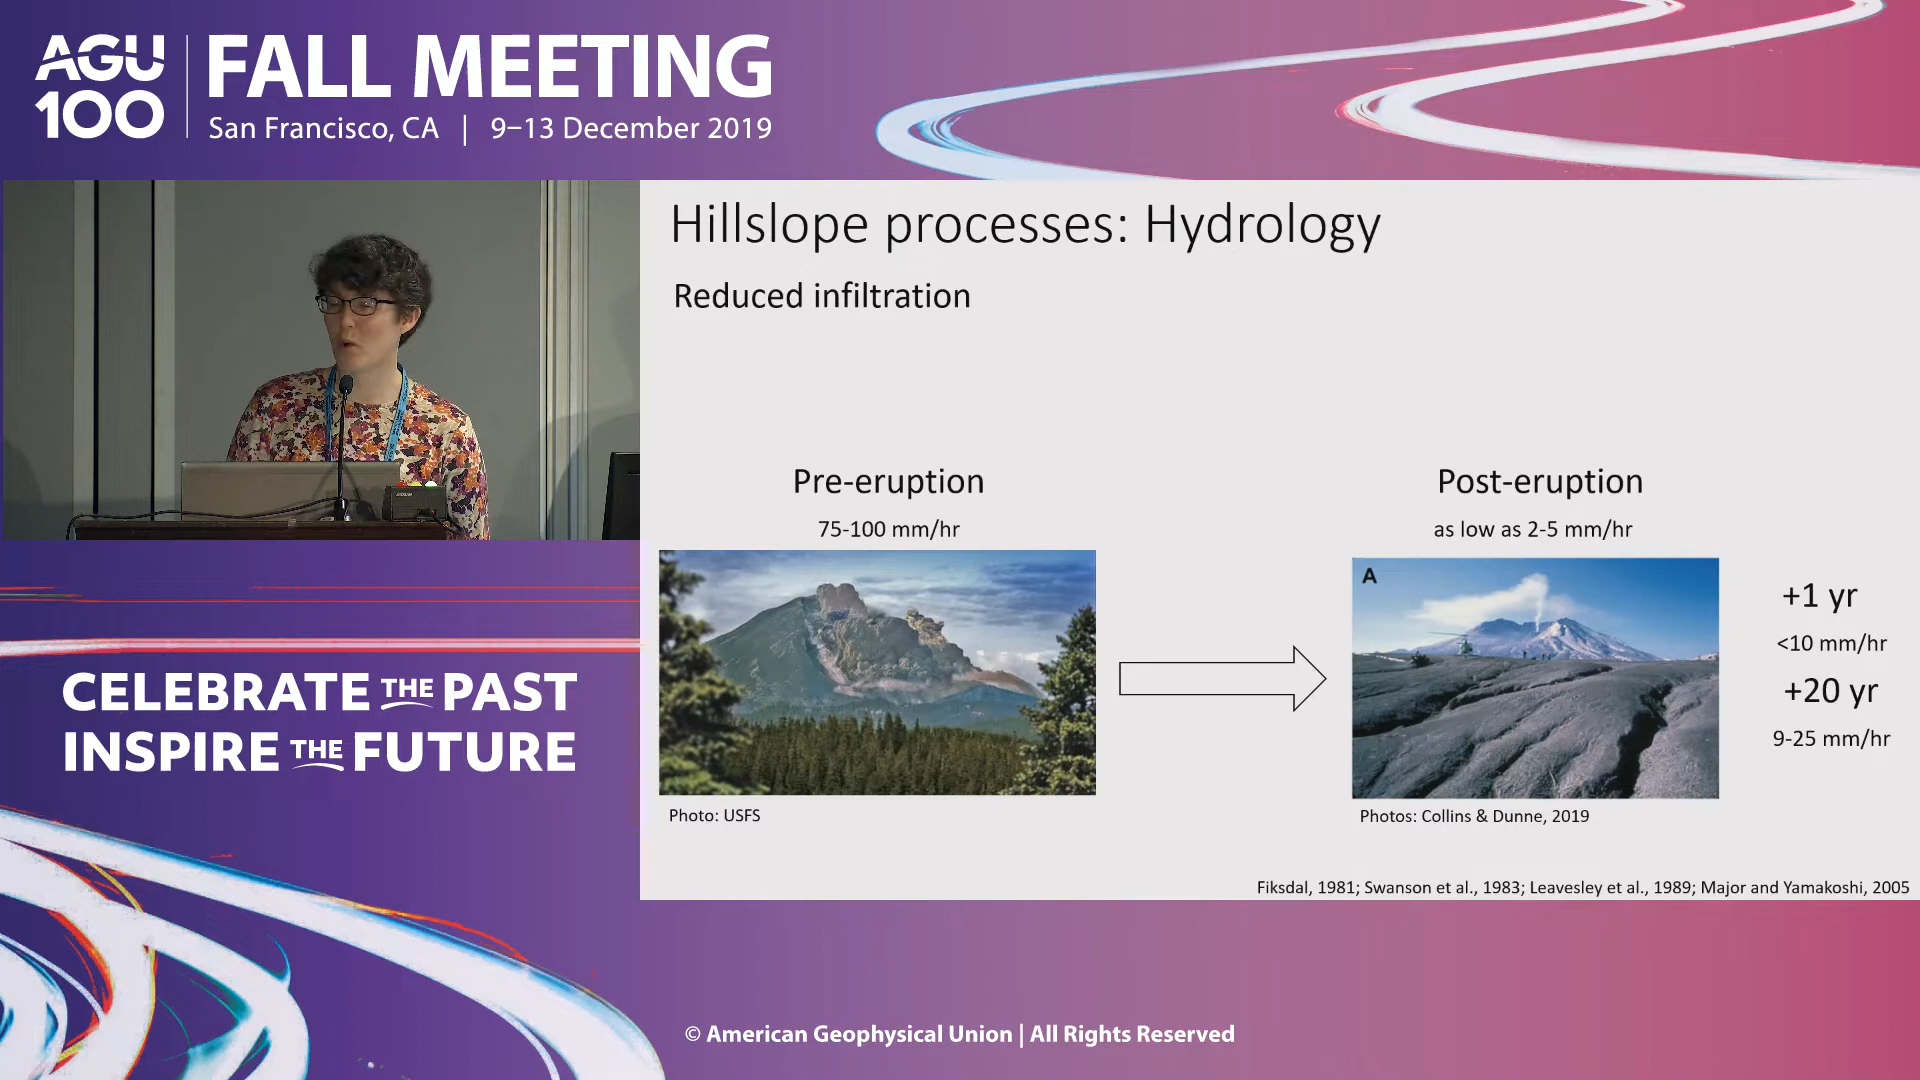 AGU
100
FALL MEETING
San Francisco, CA | 9–13 December 2019
Hillslope processes: Hydrology
Reduced infiltration
Pre-eruption
75-100 mm/hr
Post-eruption
as low as 2-5 mm/hr
A
+1 yr
<10 mm/hr
+20 yr
9-25 mm/hr
Photo: USFS
Photos: Collins & Dunne, 2019
Fiksdal, 1981; Swanson et al., 1983; Leavesley et al., 1989; Major and Yamakoshi, 2005
CELEBRATE THE PAST
INSPIRE THE FUTURE
© American Geophysical Union | All Rights Reserved